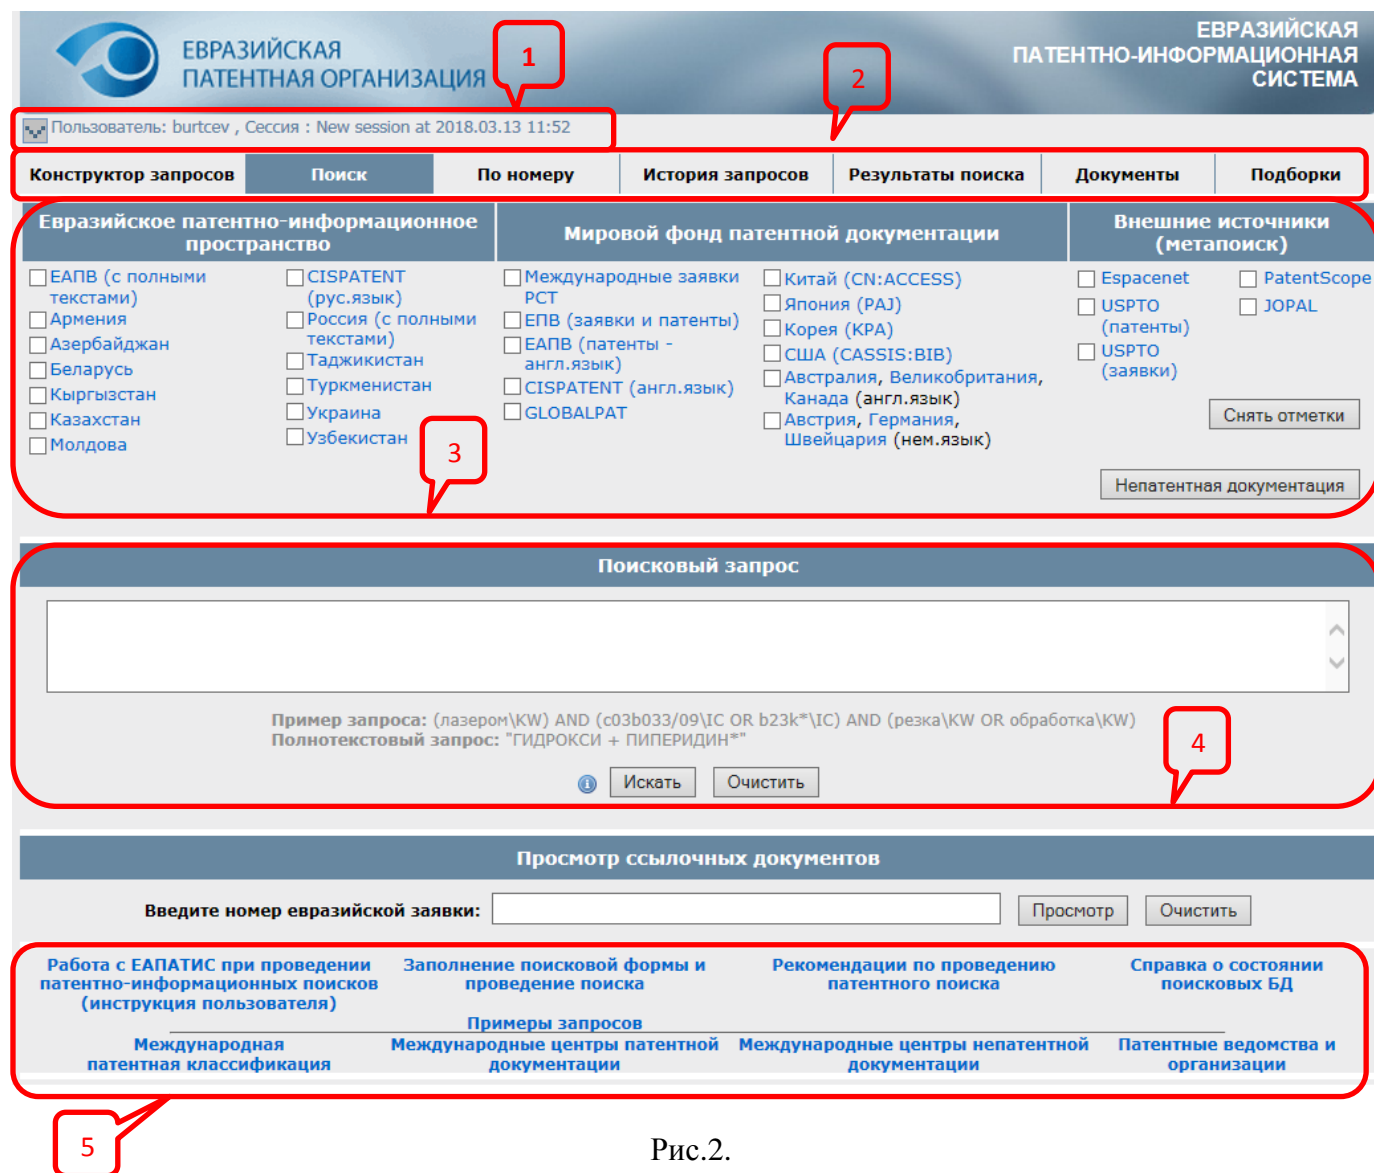 ЕВРАЗИЙСКАЯ
ПАТЕНТНАЯ ОРГАНИЗАЦИЯ
1
2
ЕВРАЗИЙСКАЯ
ПАТЕНТНО-ИНФОРМАЦИОННАЯ
СИСТЕМА
Пользователь: burtcev , Сессия : New session at 2018.03.13 11:52
Конструктор запросов Поиск По номеру История запросов Результаты поиска Документы Подборки
Евразийское патентно-информационное
пространство
Мировой фонд патентной документации
Внешние источники
(метапоиск)
ЕАПВ (с полными
текстами)
Армения
Азербайджан
Беларусь
Кыргызстан
Казахстан
Молдова
CISPATENT
(рус.язык)
Россия (с полными
текстами)
Таджикистан
Туркменистан
Украина
Узбекистан
3
Международные заявки
РСТ
ЕПВ (заявки и патенты)
ЕАПВ (патенты -
англ.язык)
CISPATENT (англ.язык)
GLOBALPAT
Китай (CN:ACCESS)
Япония (PAJ)
Корея (KPA)
США (CASSIS:BIB)
Австралия, Великобритания,
Канада (англ.язык)
Австрия, Германия,
Швейцария (нем.язык)
Espacenet
USPTO
(патенты)
USPTO
(заявки)
PatentScope
JOPAL
Снять отметки
Непатентная документация
Поисковый запрос
Пример запроса: (лазером\KW) AND (c03b033/09\IC OR b23k*\IC) AND (резка\KW OR обработка\KW)
Полнотекстовый запрос: "ГИДРОКСИ + ПИПЕРИДИН*"
4
Искать Очистить
Просмотр ссылочных документов
Введите номер евразийской заявки: Просмотр Очистить
Работа с ЕАПАТИС при проведении
патентно-информационных поисков
(инструкция пользователя)
Заполнение поисковой формы и
проведение поиска
Рекомендации по проведению
патентного поиска
Справка о состоянии
поисковых БД
Примеры запросов
Международная
патентная классификация
Международные центры патентной
документации
Международные центры непатентной
документации
Патентные ведомства и
организации
5
Рис.2.